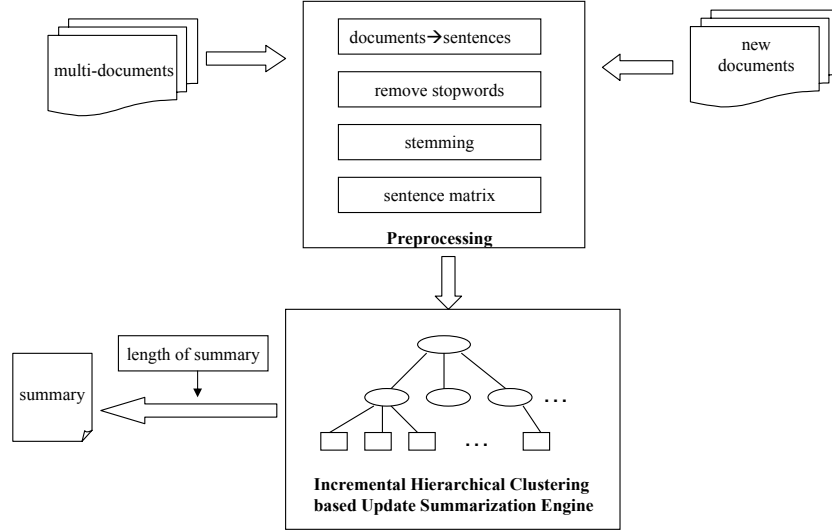 multi-documents
documents→sentences
remove stopwords
stemming
sentence matrix
Preprocessing
new
documents
length of summary
summary
...
...
Incremental Hierarchical Clustering
based Update Summarization Engine